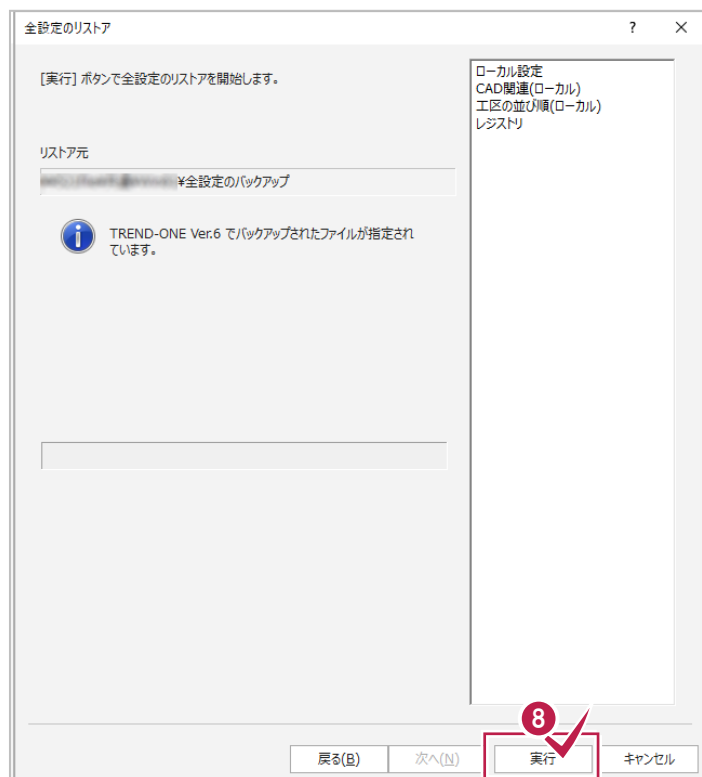 全設定のリストア
? ×
[実行] ボタンで全設定のリストアを開始します。
リストア元
¥全設定のバックアップ
TREND-ONE Ver.6 でバックアップされたファイルが指定され
ています。
ローカル設定
CAD関連(ローカル)
工区の並び順(ローカル)
レジストリ
8
戻る(B)
次へ(N)
実行
キャンセル